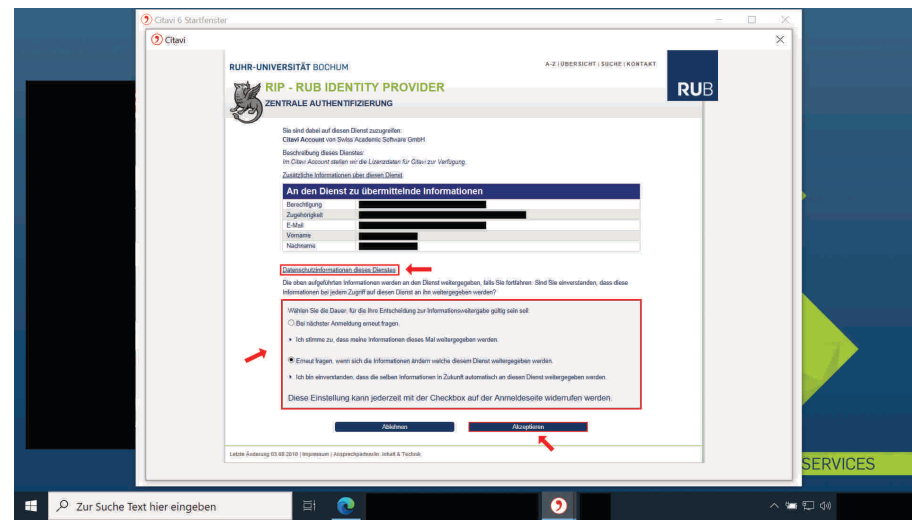 Citavi 6 Startfenster
Citavi
RUHR-UNIVERSITÄT BOCHUM
A-Z | ÜBERSICHT | SUCHE | KONTAKT
RUB
RIP - RUB IDENTITY PROVIDER
ZENTRALE AUTHENTIFIZIERUNG
Sie sind dabei auf diesen Dienst zuzugreifen:
Citavi Account von Swiss Academic Software GmbH
Beschreibung dieses Dienstes:
Im Citavi Account stellen wir die Lizenzdaten für Citavi zur Verfügung.
Zusätzliche Informationen über diesen Dienst
An den Dienst zu übermittelnde Informationen
Berechtigung
Zugehörigkeit
E-Mail
Vorname
Nachname
Datenschutzinformationen dieses Dienstes
Die oben aufgeführten Informationen werden an den Dienst weitergegeben, falls Sie fortfahren. Sind Sie einverstanden, dass diese
Informationen bei jedem Zugriff auf diesen Dienst an ihn weitergegeben werden?
Wählen Sie die Dauer, für die Ihre Entscheidung zur Informationsweitergabe gültig sein soll:
Bei nächster Anmeldung erneut fragen.
Ich stimme zu, dass meine Informationen dieses Mal weitergegeben werden.
Erneut fragen, wenn sich die Informationen ändern welche diesem Dienst weitergegeben werden.
Ich bin einverstanden, dass die selben Informationen in Zukunft automatisch an diesen Dienst weitergegeben werden.
Diese Einstellung kann jederzeit mit der Checkbox auf der Anmeldeseite widerrufen werden.
Ablehnen
Akzeptieren
Letzte Änderung 03.08.2016 | Impressum | Ansprechpartner/in: Inhalt & Technik
SERVICES
Zur Suche Text hier eingeben